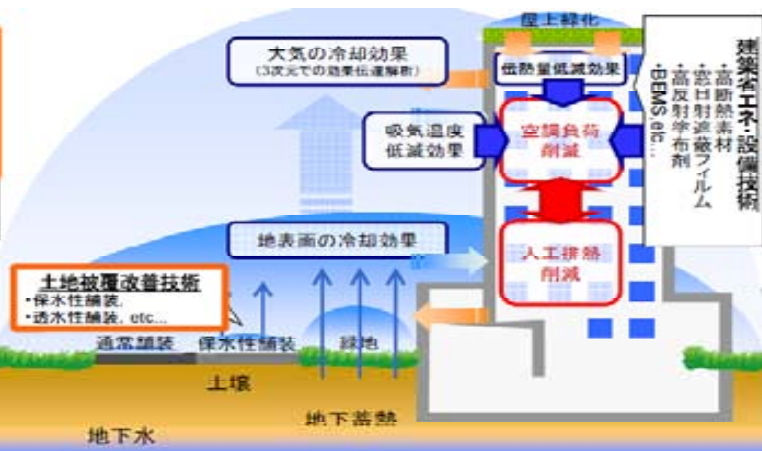 屋上緑化
大気の冷却効果
(3次元での効果伝達解析)
伝熱量低減効果
建築省エネ・設備技術
・高断熱素材
・窓日射遮蔽フィルム
・高反射塗布剤
・BEMS, etc...
吸気温度
低減効果
空調負荷
削減
地表面の冷却効果
人工排熱
削減
土地被覆改善技術
・保水性舗装,
・透水性舗装, etc...
通常舗装
保水性舗装
緑地
土壌
地下蓄熱
地下水